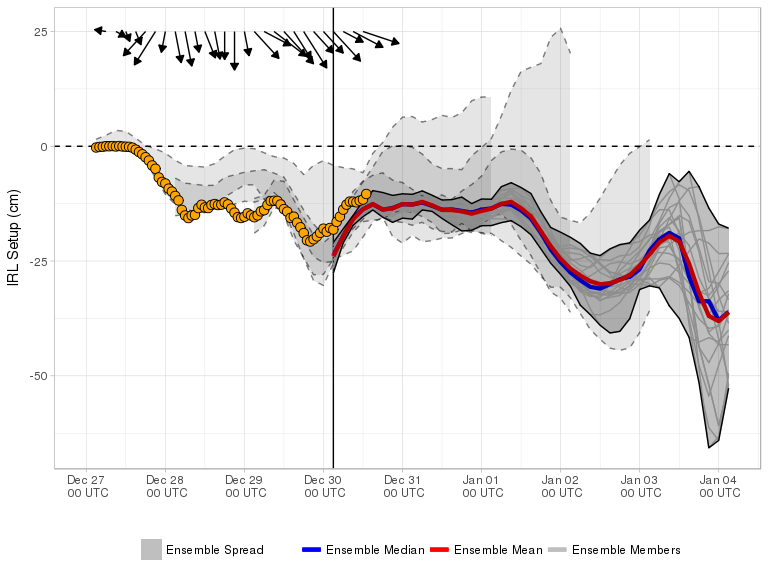 25
0
-25
-50
IRL Setup (cm)
Dec 27 Dec 28 Dec 29 Dec 30 Dec 31 Jan 01 Jan 02 Jan 03 Jan 04
00 UTC 00 UTC 00 UTC 00 UTC 00 UTC 00 UTC 00 UTC 00 UTC 00 UTC
Ensemble Spread Ensemble Median Ensemble Mean Ensemble Members